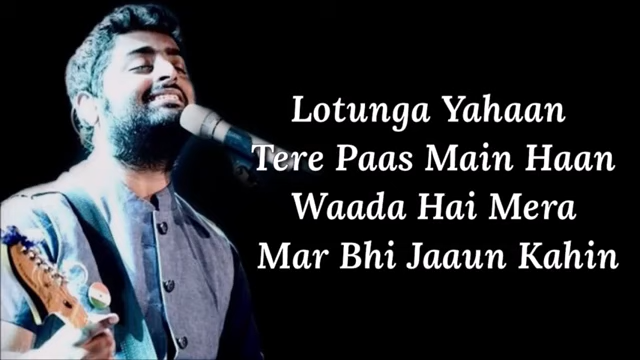 Lotunga Yahaan
Tere Paas Main Haan
Waada Hai Mera
Mar Bhi Jaaun Kahin